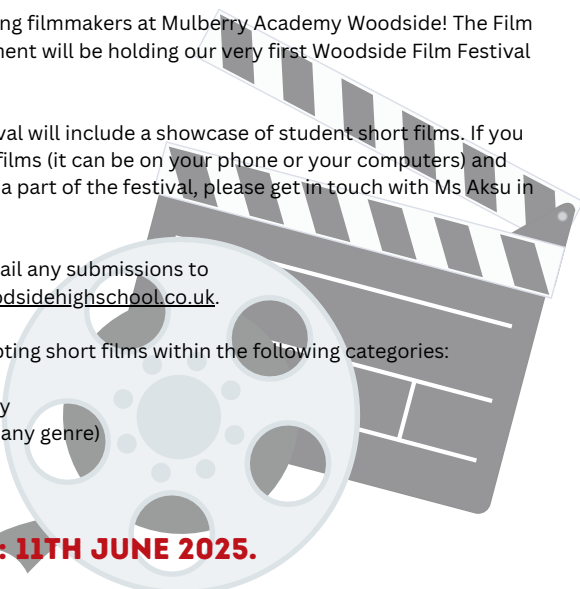 ng filmmakers at Mulberry Academy Woodside! The Film
ment will be holding our very first Woodside Film Festival
val will include a showcase of student short films. If you
films (it can be on your phone or your computers) and
a part of the festival, please get in touch with Ms Aksu in
ail any submissions to
odsidehighschool.co.uk.
pting short films within the following categories:
y
any genre)
: 11TH JUNE 2025.